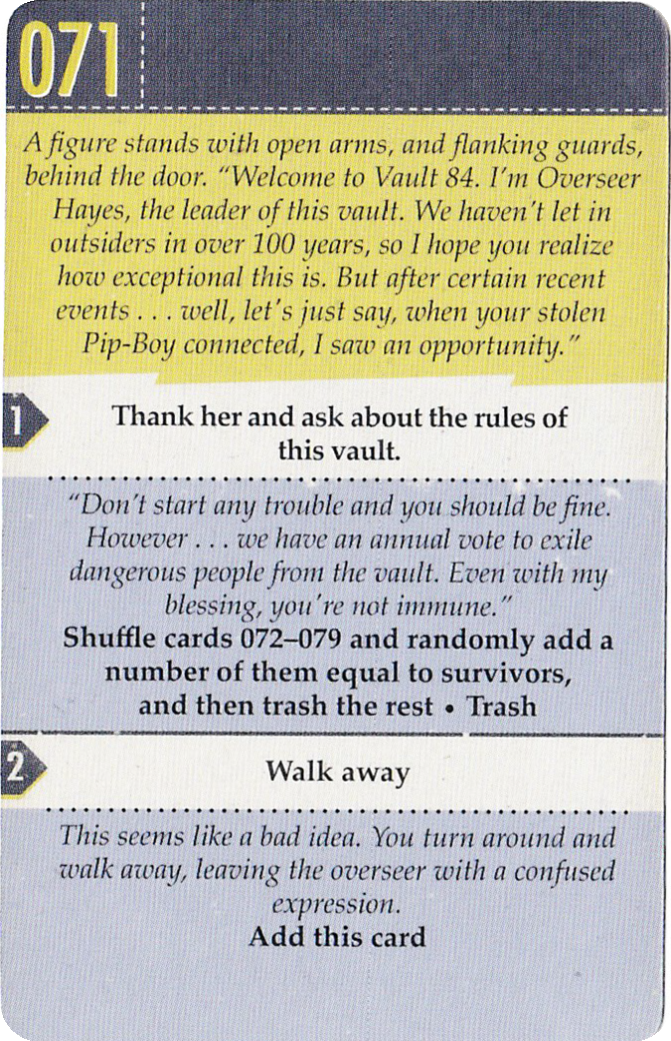 071
A figure stands with open arms, and flanking guards,
behind the door. “Welcome to Vault 84. I’m Overseer
Hayes, the leader of this vault. We haven’t let in
outsiders in over 100 years, so I hope you realize
how exceptional this is. But after certain recent
events . . . well, let’s just say, when your stolen
Pip-Boy connected, I saw an opportunity.”
1
Thank her and ask about the rules of
this vault.
“Don’t start any trouble and you should be fine.
However . . . we have an annual vote to exile
dangerous people from the vault. Even with my
blessing, you’re not immune.”
Shuffle cards 072–079 and randomly add a
number of them equal to survivors,
and then trash the rest • Trash
2
Walk away
This seems like a bad idea. You turn around and
walk away, leaving the overseer with a confused
expression.
Add this card